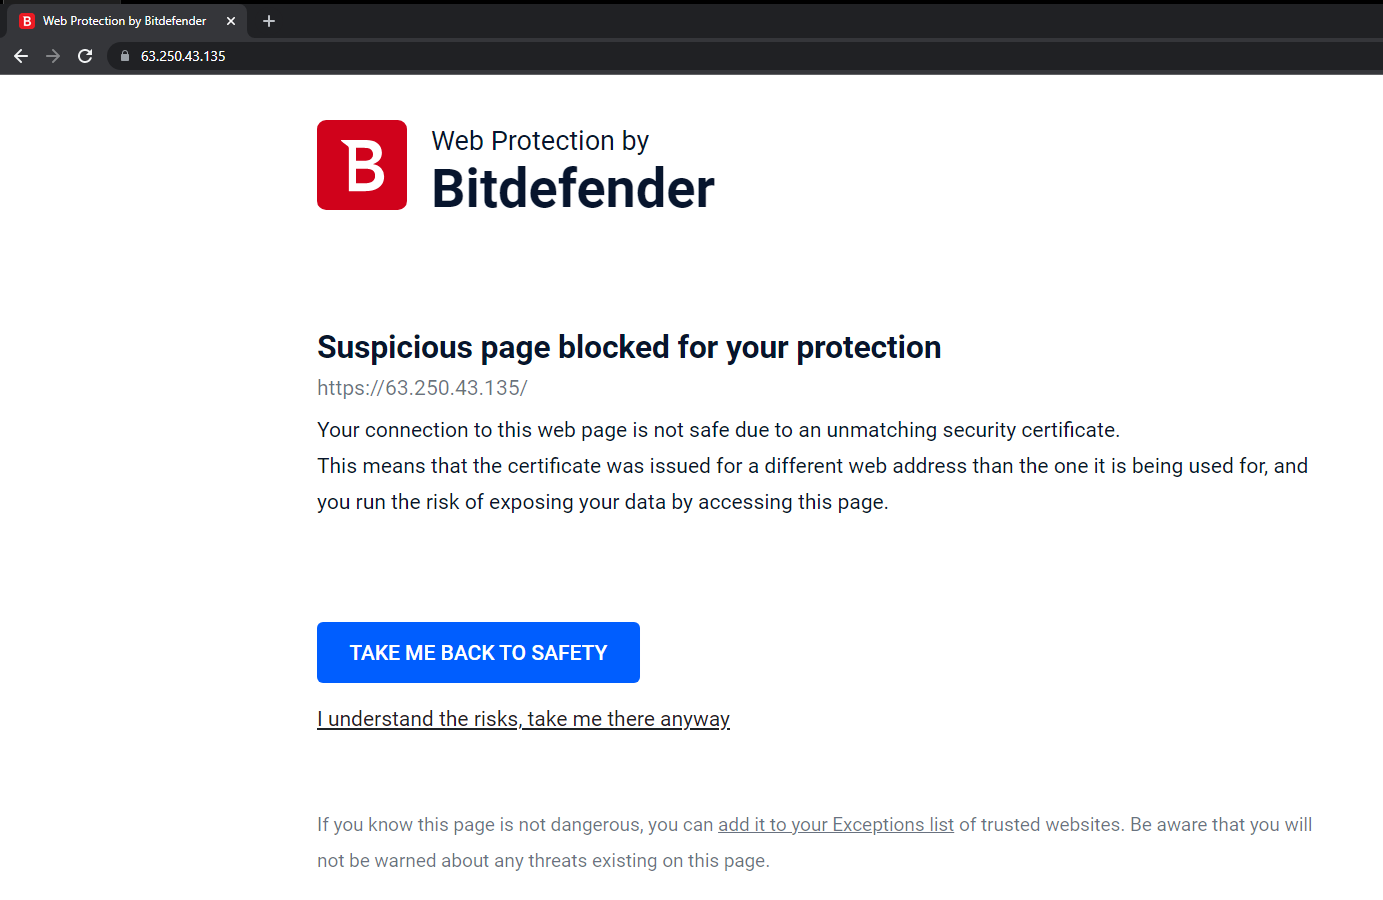 B Web Protection by Bitdefender
63.250.43.135
B
Web Protection by
Bitdefender
Suspicious page blocked for your protection
https://63.250.43.135/
Your connection to this web page is not safe due to an unmatching security certificate.
This means that the certificate was issued for a different web address than the one it is being used for, and
you run the risk of exposing your data by accessing this page.
TAKE ME BACK TO SAFETY
I understand the risks, take me there anyway
If you know this page is not dangerous, you can add it to your Exceptions list of trusted websites. Be aware that you will
not be warned about any threats existing on this page.